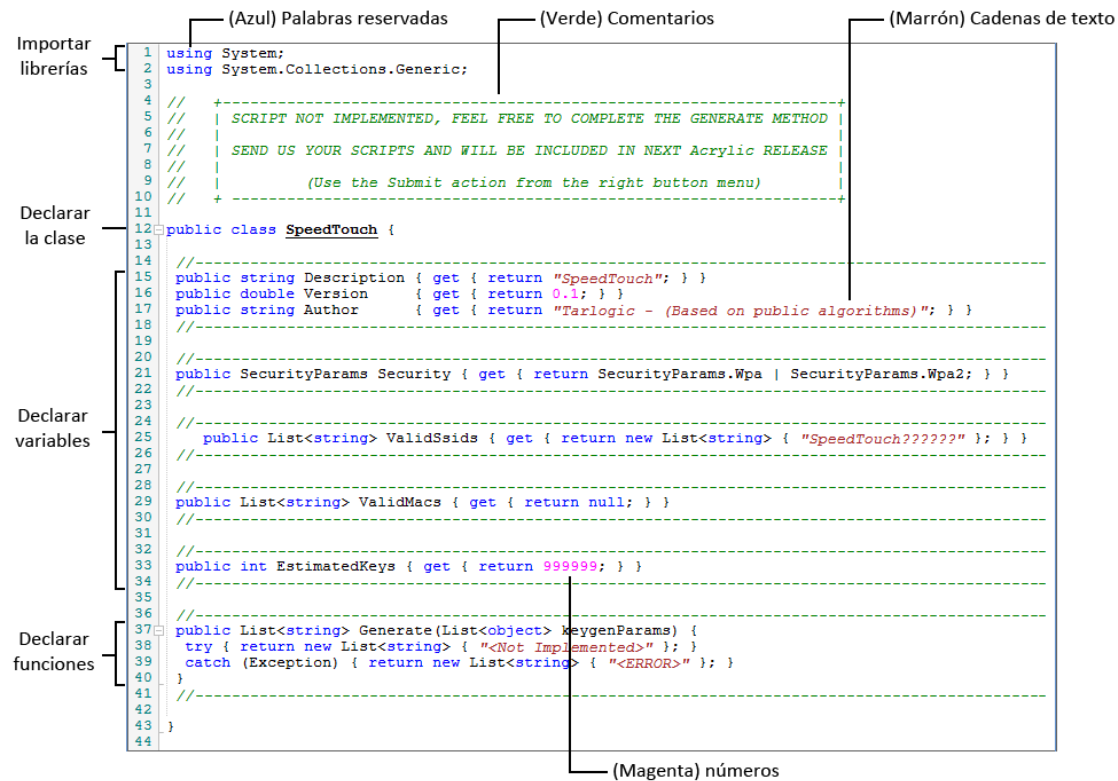 (Azul) Palabras reservadas
(Verde) Comentarios
(Marrón) Cadenas de texto
Importar
librerías
1 using System;
2 using System.Collections.Generic;
3
4 // +-------------------------------------------------------------------+
5 // | SCRIPT NOT IMPLEMENTED, FEEL FREE TO COMPLETE THE GENERATE METHOD |
6 // | |
7 // | SEND US YOUR SCRIPTS AND WILL BE INCLUDED IN NEXT Acrylic RELEASE |
8 // | |
9 // | (Use the Submit action from the right button menu) |
10 // + ------------------------------------------------------------------+
11
Declarar
la clase
12 public class SpeedTouch {
13
14 //---------------------------------------------------------------------------------------------
Declarar
variables
15 public string Description { get { return "SpeedTouch"; } }
16 public double Version { get { return 0.1; } }
17 public string Author { get { return "Tarlogic - (Based on public algorithms)"; } }
18 //---------------------------------------------------------------------------------------------
19
20 //---------------------------------------------------------------------------------------------
21 public SecurityParams Security { get { return SecurityParams.Wpa | SecurityParams.Wpa2; } }
22 //---------------------------------------------------------------------------------------------
23
24 //---------------------------------------------------------------------------------------------
25 public List<string> ValidSsids { get { return new List<string> { "SpeedTouch??????" }; } }
26 //---------------------------------------------------------------------------------------------
27
28 //---------------------------------------------------------------------------------------------
29 public List<string> ValidMacs { get { return null; } }
30 //---------------------------------------------------------------------------------------------
31
32 //---------------------------------------------------------------------------------------------
33 public int EstimatedKeys { get { return 999999; } }
34 //---------------------------------------------------------------------------------------------
35
36 //---------------------------------------------------------------------------------------------
Declarar
funciones
37 public List<string> Generate(List<object> keygenParams) {
38 try { return new List<string> { "<Not Implemented>" }; }
39 catch (Exception) { return new List<string> { "<ERROR>" }; }
40 }
41 //---------------------------------------------------------------------------------------------
42
43 }
44
(Magenta) números